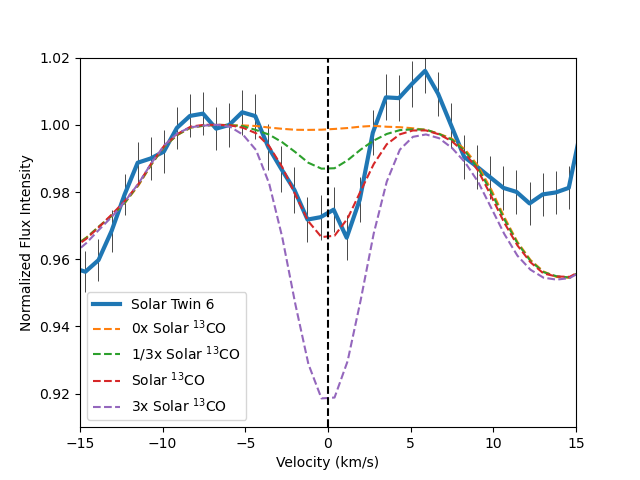 1.02
1.00
0.98
0.96
0.94
0.92
Normalized Flux Intensity
Solar Twin 6
0x Solar ¹³CO
1/3x Solar ¹³CO
Solar ¹³CO
3x Solar ¹³CO
−15 −10 −5 0 5 10 15
Velocity (km/s)